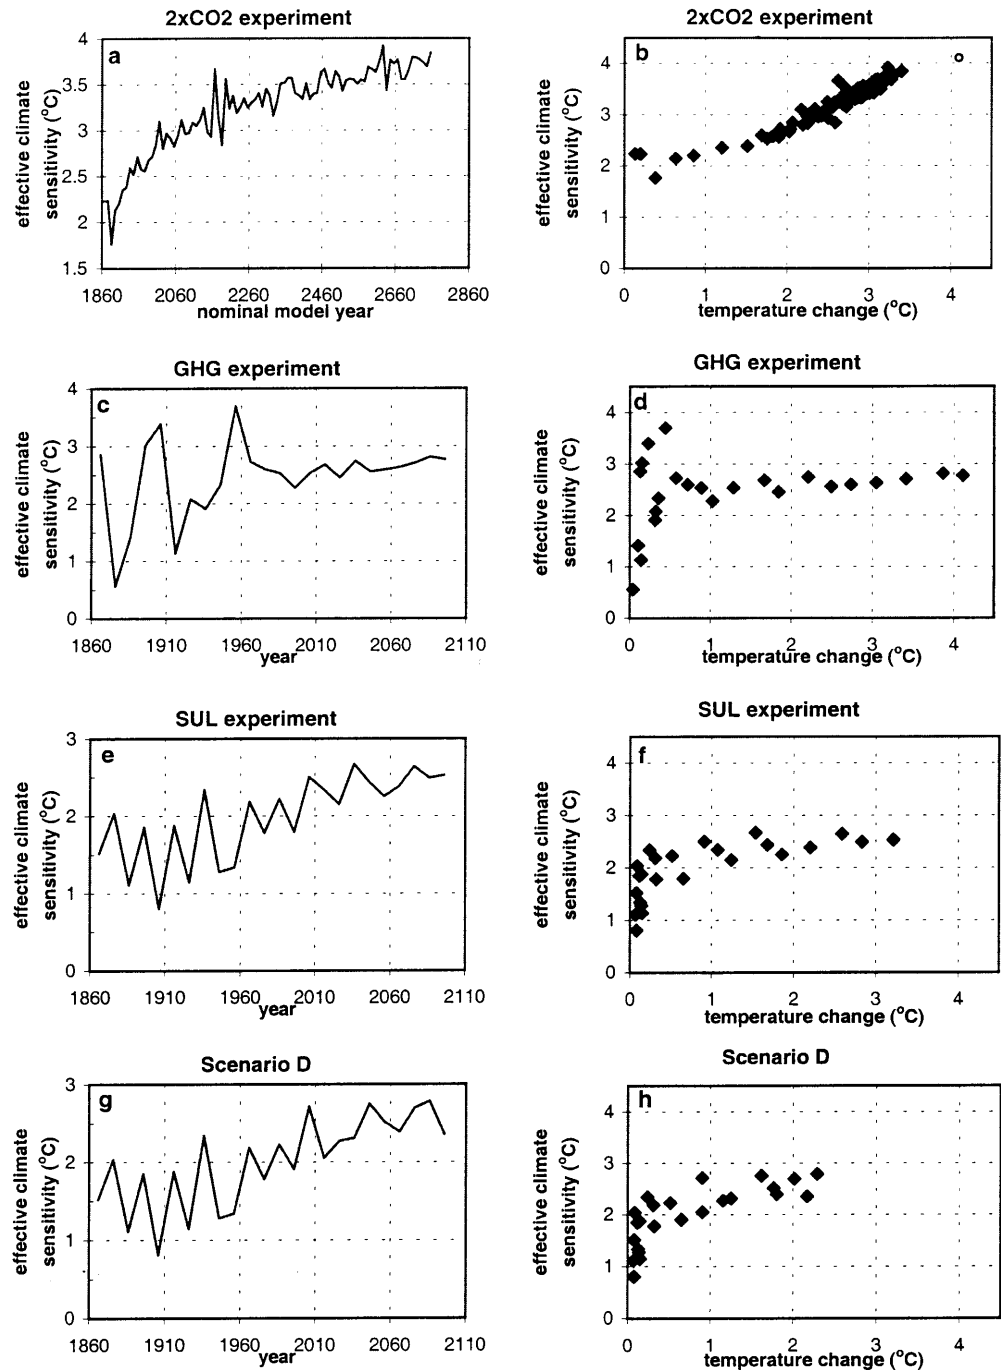 2xCO2 experiment
a
effective climate
sensitivity (°C)
4
3.5
3
2.5
2
1.5
1860 2060 2260 2460 2660 2860
nominal model year
2xCO2 experiment
b
effective climate
sensitivity (°C)
4
3
2
1
0
0 1 2 3 4
temperature change (°C)
GHG experiment
c
effective climate
sensitivity (°C)
4
3
2
1
0
1860 1910 1960 2010 2060 2110
year
GHG experiment
d
effective climate
sensitivity (°C)
4
3
2
1
0
0 1 2 3 4
temperature change (°C)
SUL experiment
e
effective climate
sensitivity (°C)
3
2
1
0
1860 1910 1960 2010 2060 2110
year
SUL experiment
f
effective climate
sensitivity (°C)
4
3
2
1
0
0 1 2 3 4
temperature change (°C)
Scenario D
g
effective climate
sensitivity (°C)
3
2
1
0
1860 1910 1960 2010 2060 2110
year
Scenario D
h
effective climate
sensitivity (°C)
4
3
2
1
0
0 1 2 3 4
temperature change (°C)